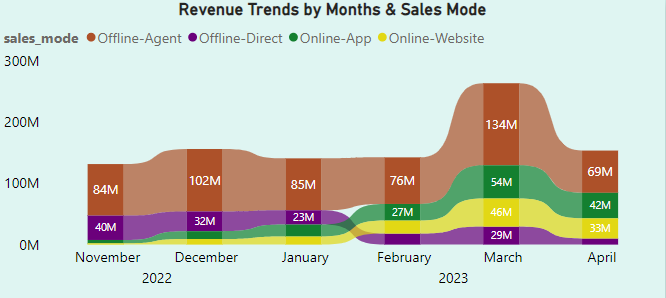 Revenue Trends by Months & Sales Mode
sales_mode Offline-Agent Offline-Direct Online-App Online-Website
300M
200M
100M
0M
84M 102M 85M 76M 134M 69M
40M 32M 23M 27M 54M 42M
46M 33M
29M
November December January February March April
2022 2023